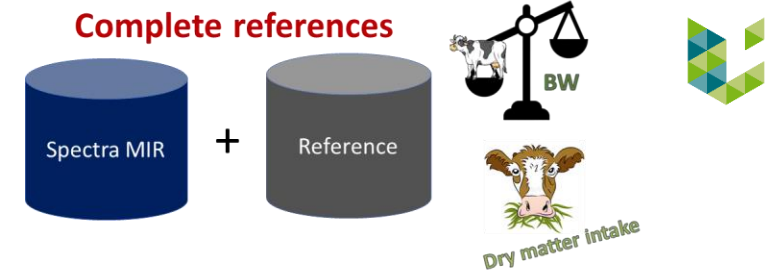 Complete references
BW
Spectra MIR
+
Reference
Dry matter intake